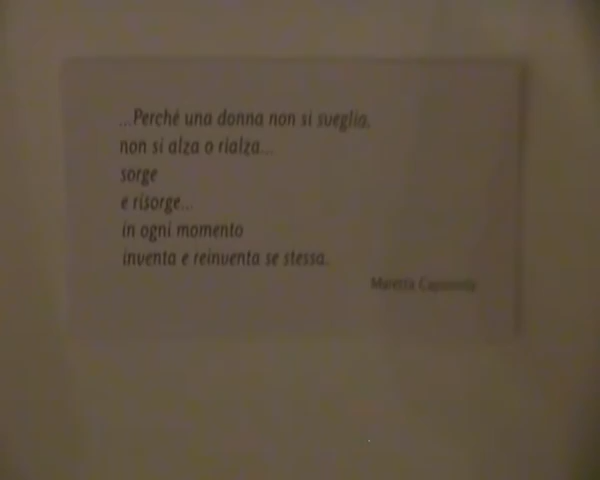 ...Perché una donna non si sveglia,
non si alza o rialza...
sorge
e risorge...
in ogni momento
inventa e reinventa se stessa.